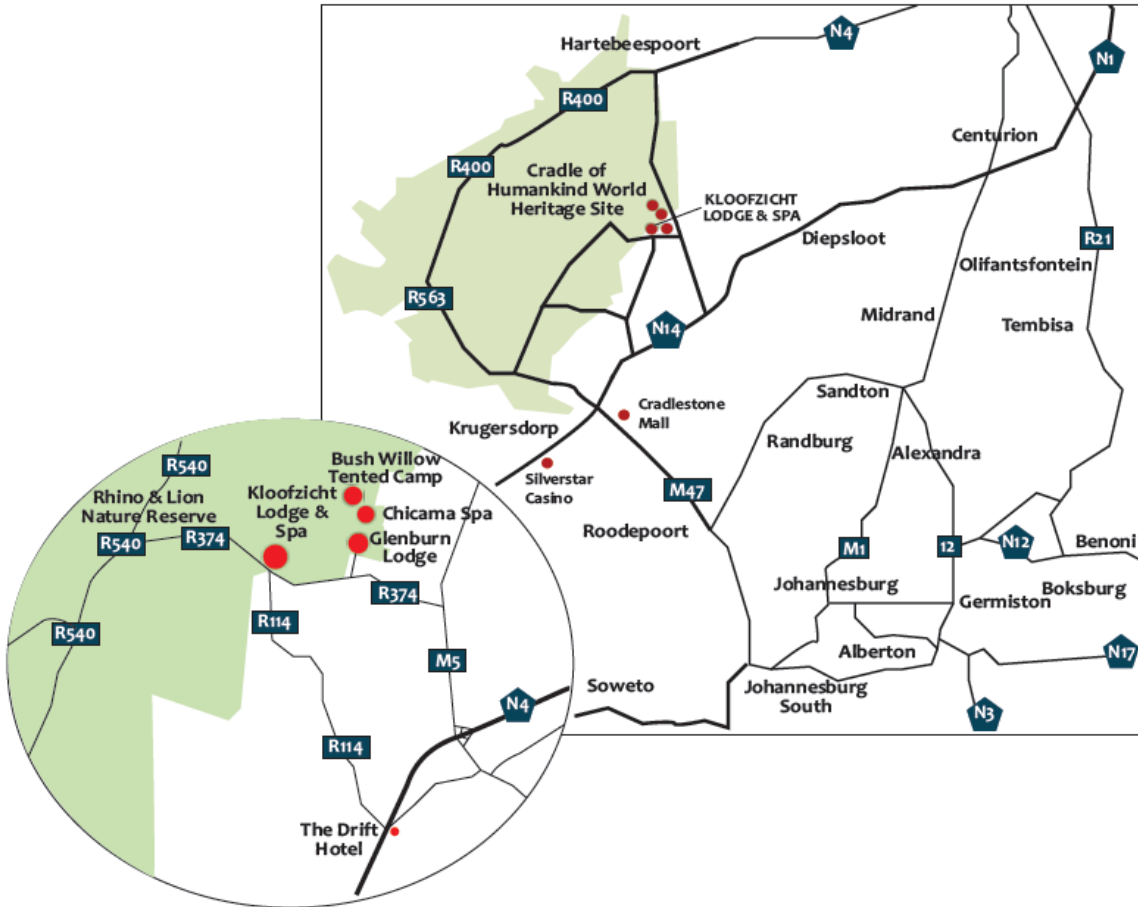 Hartebeespoort
N4
N1
R400
Centurion
R400
Cradle of
Humankind World
Heritage Site
KLOOFZICHT
LODGE & SPA
Diepsloot
R21
Olifantsfontein
R563
Midrand
N14
Tembisa
Sandton
Cradlestone
Mall
Krugersdorp
Randburg
Alexandra
Silverstar
Casino
M47
Roodepoort
M1
12
N12
Benoni
Johannesburg
Boksburg
Germiston
Alberton
N17
Soweto
Johannesburg
South
N3
R540
Bush Willow
Tented Camp
Rhino & Lion
Nature Reserve
Kloofzicht
Lodge &
Spa
Chicama Spa
R540
R374
Glenburn
Lodge
R374
R114
R540
M5
N4
R114
The Drift
Hotel